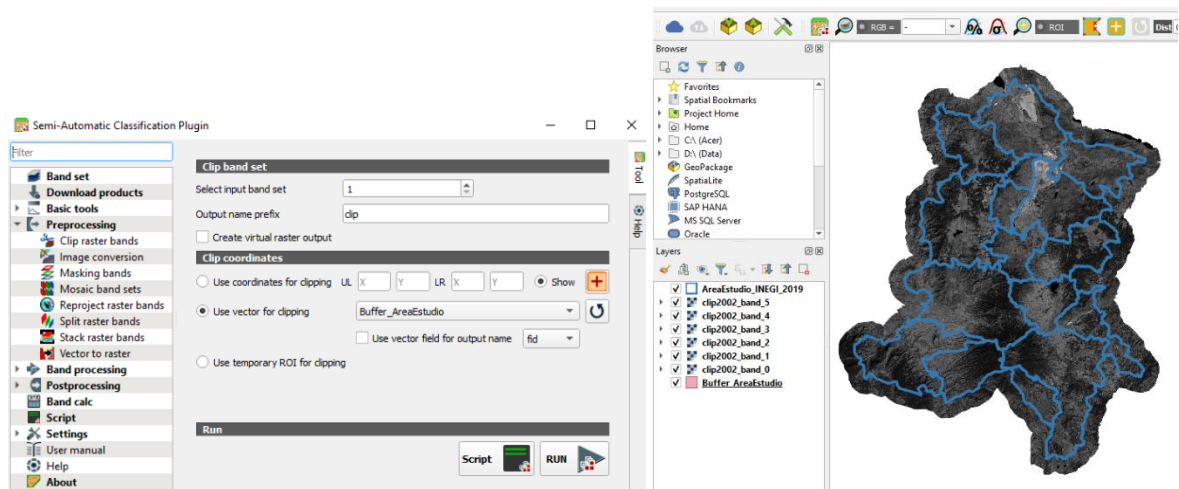 Semi-Automatic Classification Plugin
Filter
Band set
Download products
Basic tools
Preprocessing
Clip raster bands
Image conversion
Masking bands
Mosaic band sets
Reproject raster bands
Split raster bands
Stack raster bands
Vector to raster
Band processing
Postprocessing
Band calc
Script
Settings
User manual
Help
About
Clip band set
Select input band set 1
Output name prefix clip
Create virtual raster output
Clip coordinates
Use coordinates for clipping UL X Y LR X Y Show
Use vector for clipping Buffer_AreaEstudio
Use vector field for output name fid
Use temporary ROI for clipping
Run
Script RUN
Tool
Help
RGB = - ROI Dist
Browser
Favorites
Spatial Bookmarks
Project Home
Home
C:\ (Acer)
D:\ (Data)
GeoPackage
SpatiaLite
PostgreSQL
SAP HANA
MS SQL Server
Oracle
Layers
AreaEstudio_INEGI_2019
clip2002_band_5
clip2002_band_4
clip2002_band_3
clip2002_band_2
clip2002_band_1
clip2002_band_0
Buffer_AreaEstudio